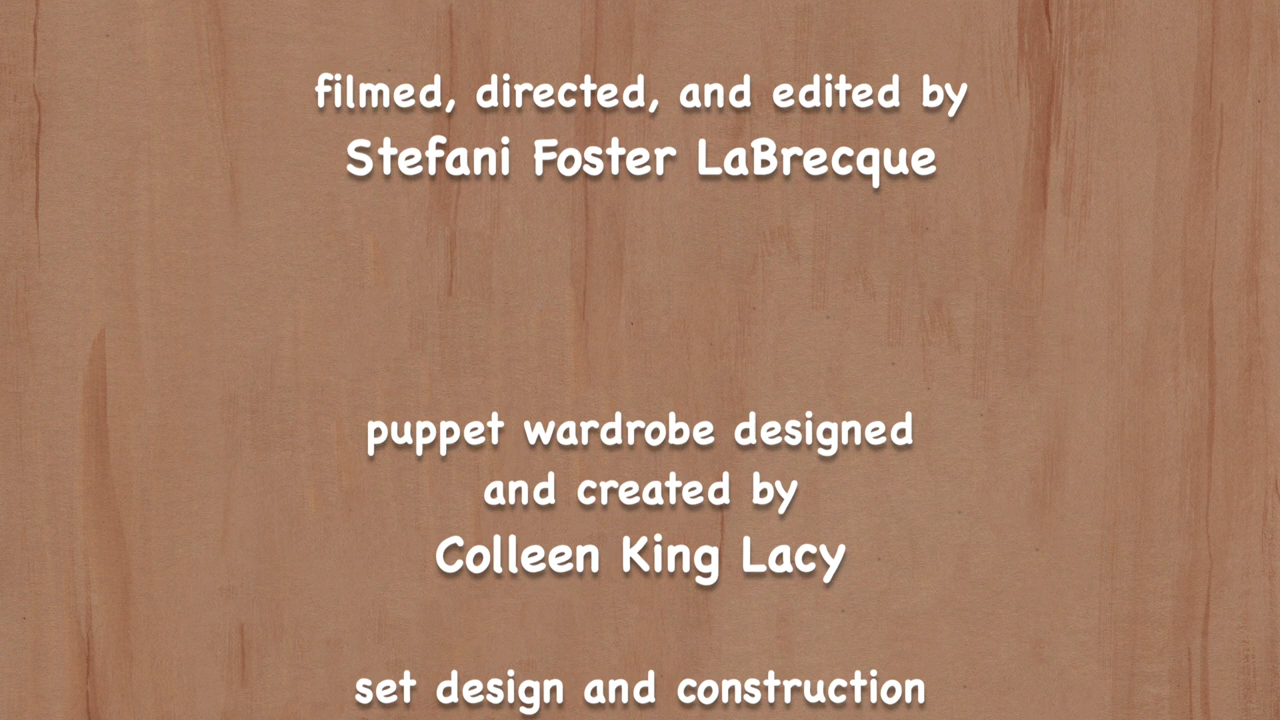 filmed, directed, and edited by
Stefani Foster LaBrecque
puppet wardrobe designed
and created by
Colleen King Lacy
set design and construction